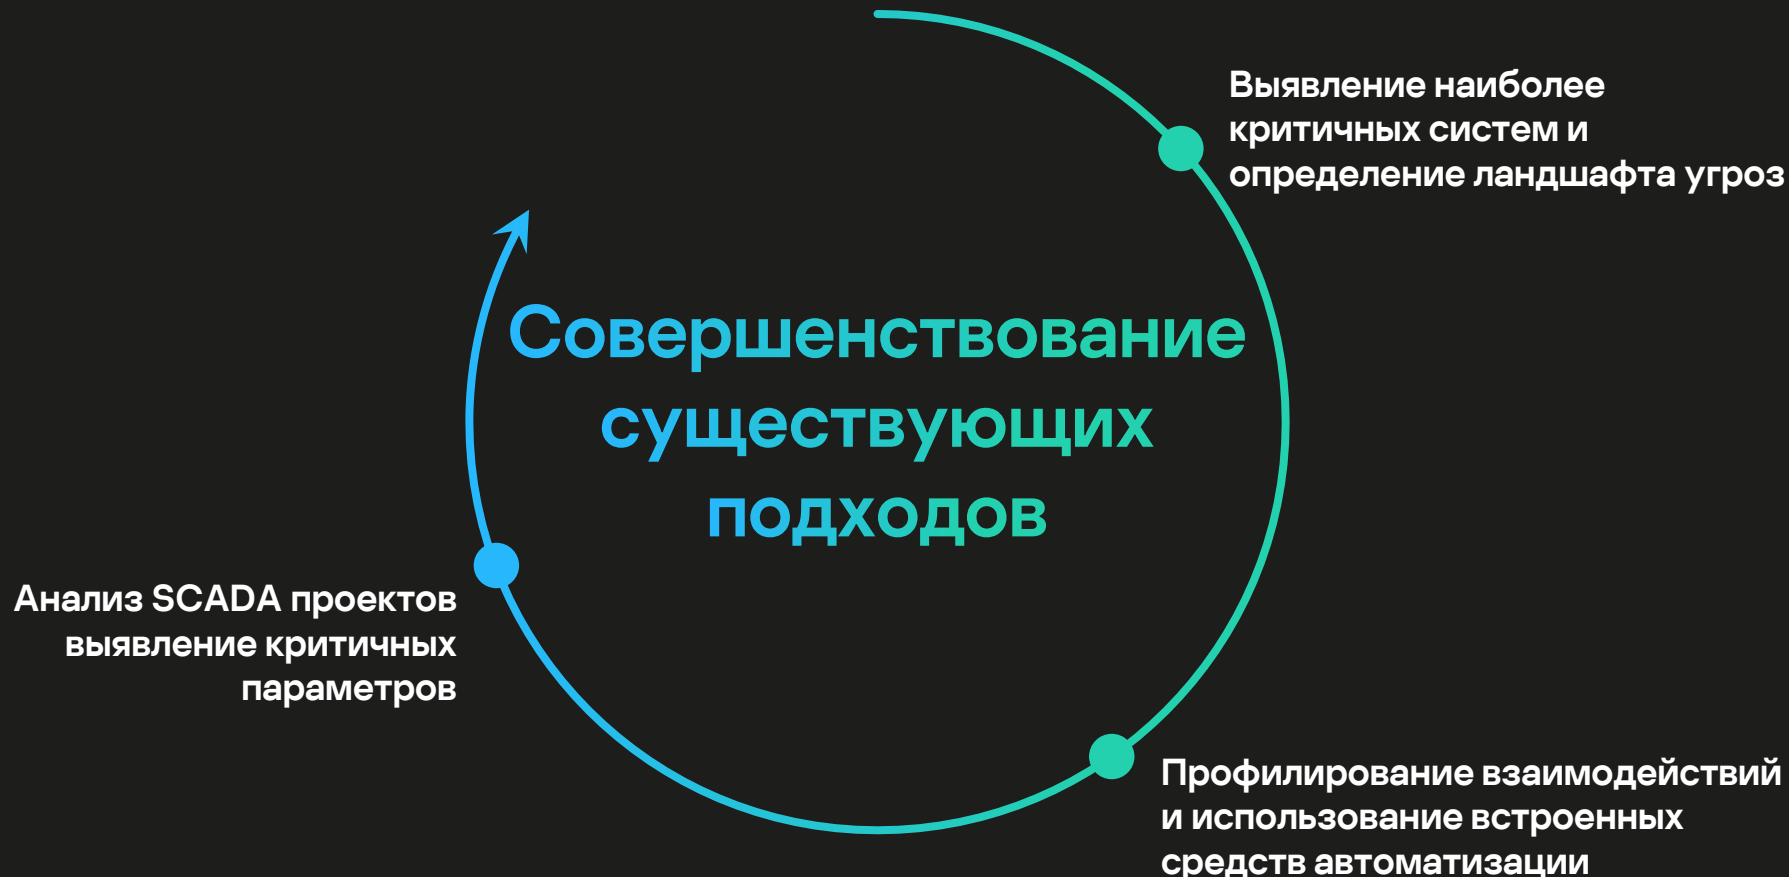 Выявление наиболее
критичных систем и
определение ландшафта угроз
Совершенствование
существующих
подходов
Анализ SCADA проектов
выявление критичных
параметров
Профилирование взаимодействий
и использование встроенных
средств автоматизации